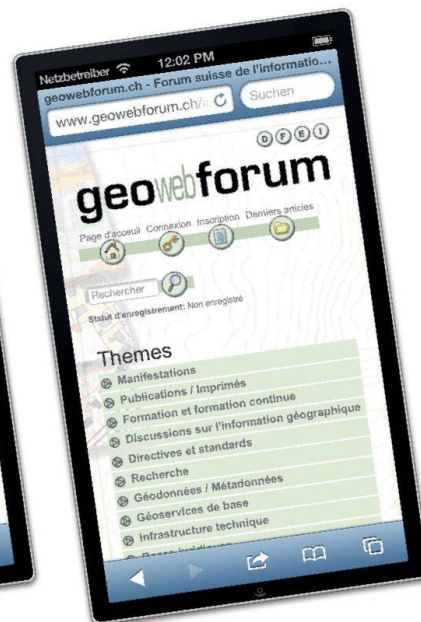 Netzbetreiber 12:02 PM
geowebforum.ch - Forum suisse de l'informatio...
www.geowebforum.ch/i
Suchen
D F E I
geowebforum
Page d'accueil Connexion Inscription Derniers articles
Rechercher
Statut d'enregistrement: Non enregistré
Themes
Manifestations
Publications / Imprimés
Formation et formation continue
Discussions sur l'information géographique
Directives et standards
Recherche
Géodonnées / Métadonnées
Géoservices de base
Infrastructure technique